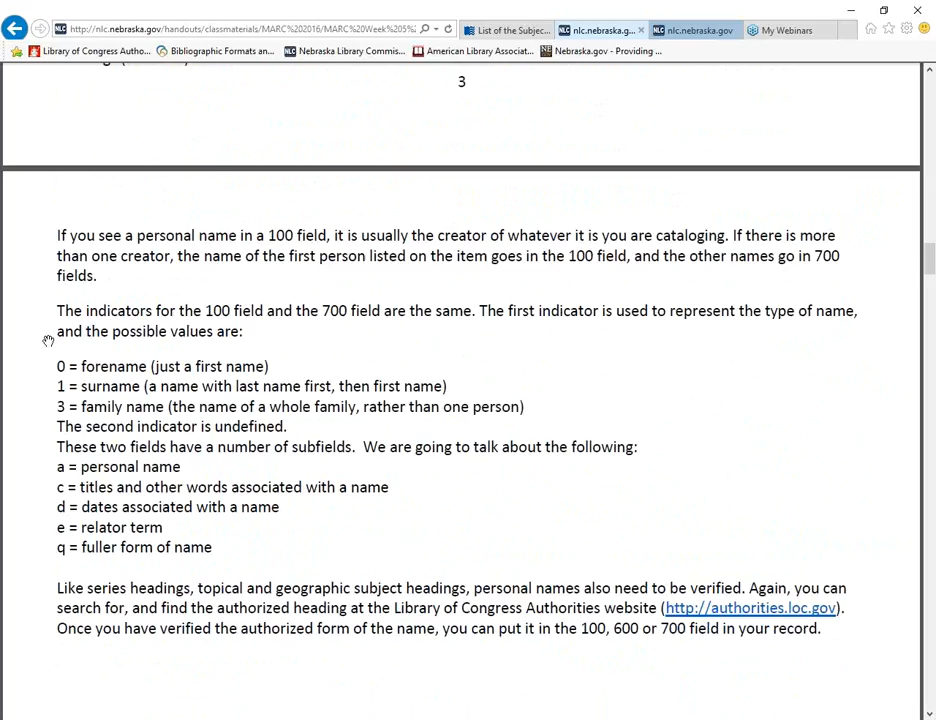 http://nlc.nebraska.gov/handouts/classmaterials/MARC%202016/MARC%20Week%205%
List of the Subjec...
nlc.nebraska.g...
nlc.nebraska.gov
My Webinars
Library of Congress Autho...
Bibliographic Formats an...
Nebraska Library Commis...
American Library Associat...
Nebraska.gov - Providing ...
3
If you see a personal name in a 100 field, it is usually the creator of whatever it is you are cataloging. If there is more
than one creator, the name of the first person listed on the item goes in the 100 field, and the other names go in 700
fields.
The indicators for the 100 field and the 700 field are the same. The first indicator is used to represent the type of name,
and the possible values are:
0 = forename (just a first name)
1 = surname (a name with last name first, then first name)
3 = family name (the name of a whole family, rather than one person)
The second indicator is undefined.
These two fields have a number of subfields.  We are going to talk about the following:
a = personal name
c = titles and other words associated with a name
d = dates associated with a name
e = relator term
q = fuller form of name
Like series headings, topical and geographic subject headings, personal names also need to be verified. Again, you can
search for, and find the authorized heading at the Library of Congress Authorities website (http://authorities.loc.gov).
Once you have verified the authorized form of the name, you can put it in the 100, 600 or 700 field in your record.